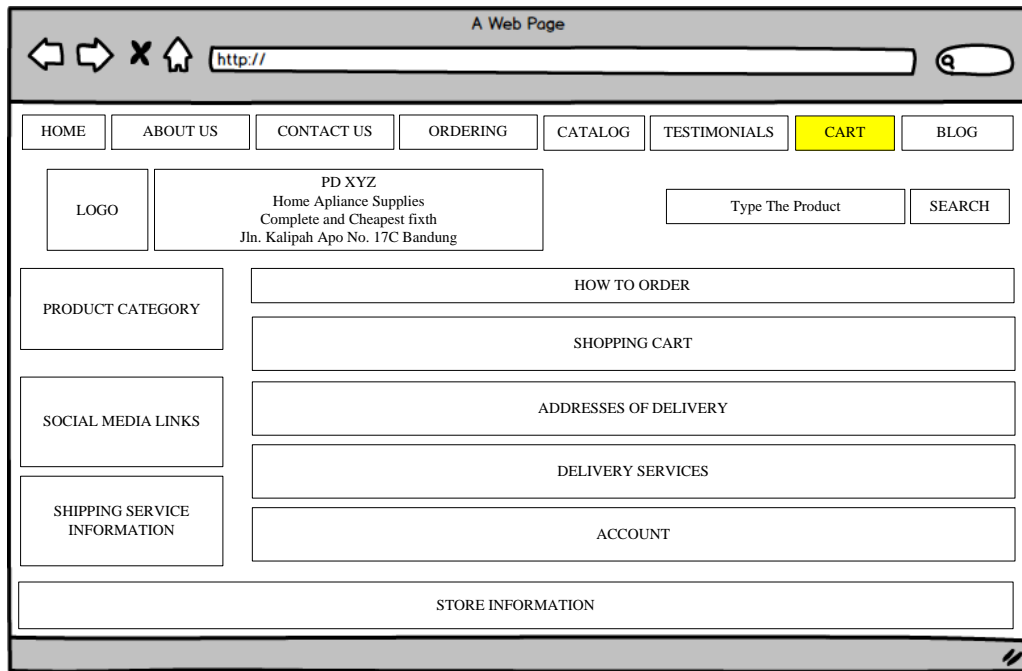 A Web Page
http://
HOME
ABOUT US
CONTACT US
ORDERING
CATALOG
TESTIMONIALS
CART
BLOG
LOGO
PD XYZ
Home Apliance Supplies
Complete and Cheapest fixth
Jln. Kalipah Apo No. 17C Bandung
Type The Product
SEARCH
PRODUCT CATEGORY
SOCIAL MEDIA LINKS
SHIPPING SERVICE
INFORMATION
HOW TO ORDER
SHOPPING CART
ADDRESSES OF DELIVERY
DELIVERY SERVICES
ACCOUNT
STORE INFORMATION